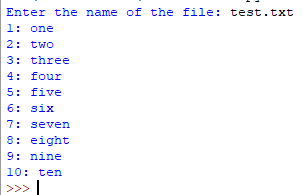 Enter the name of the file: test.txt
1: one
2: two
3: three
4: four
5: five
6: six
7: seven
8: eight
9: nine
10: ten
>>>